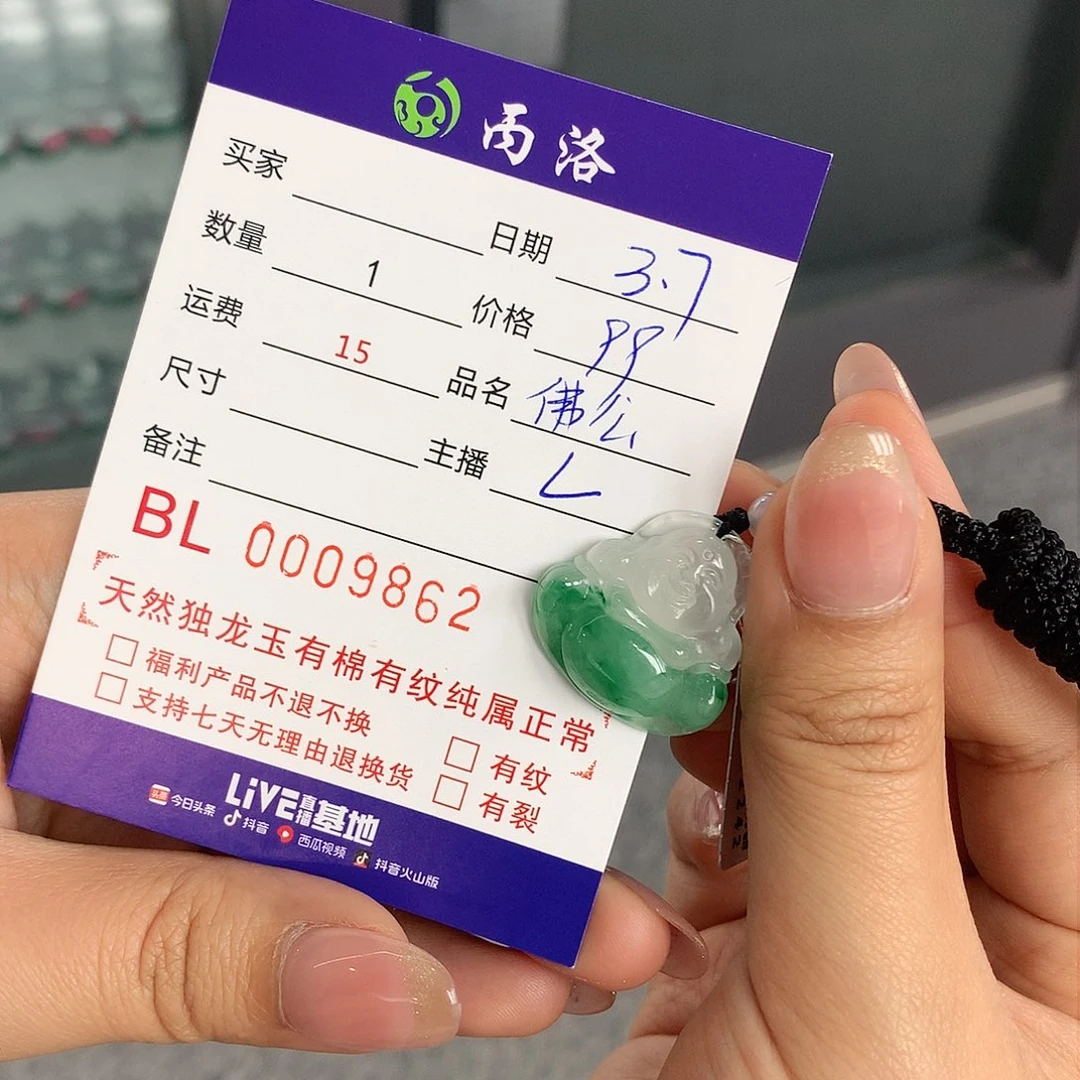 雨洛
买家
日期 3.7
数量 1
价格 99
运费 15
品名 佛公
尺寸
主播 L
备注
BL 0009862
天然独龙玉有棉有纹纯属正常
□ 福利产品不退不换
□ 有纹
□ 支持七天无理由退换货
□ 有裂
LiVE直播基地
头条 今日头条 抖音 西瓜视频 抖音火山版